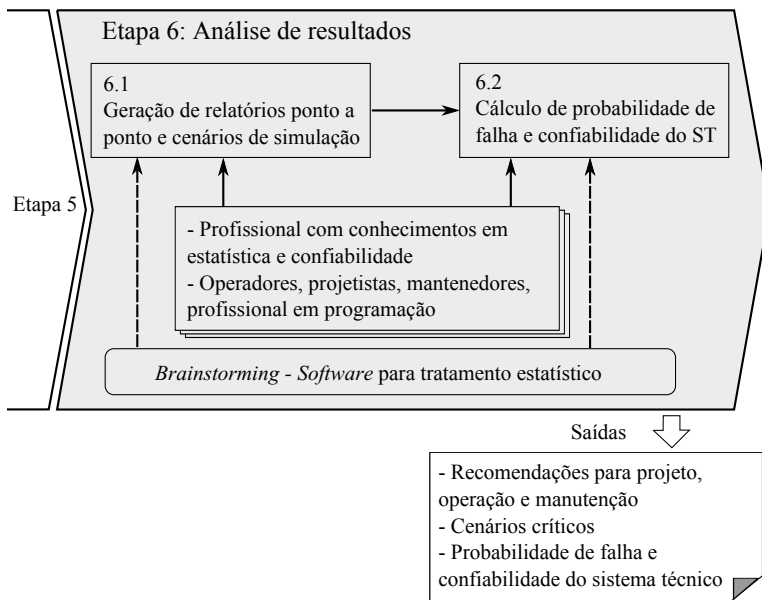 Etapa 6: Análise de resultados
6.1
Geração de relatórios ponto a
ponto e cenários de simulação
6.2
Cálculo de probabilidade de
falha e confiabilidade do ST
Etapa 5
- Profissional com conhecimentos em
estatística e confiabilidade
- Operadores, projetistas, mantenedores,
profissional em programação
Brainstorming - Software para tratamento estatístico
Saídas
- Recomendações para projeto,
operação e manutenção
- Cenários críticos
- Probabilidade de falha e
confiabilidade do sistema técnico